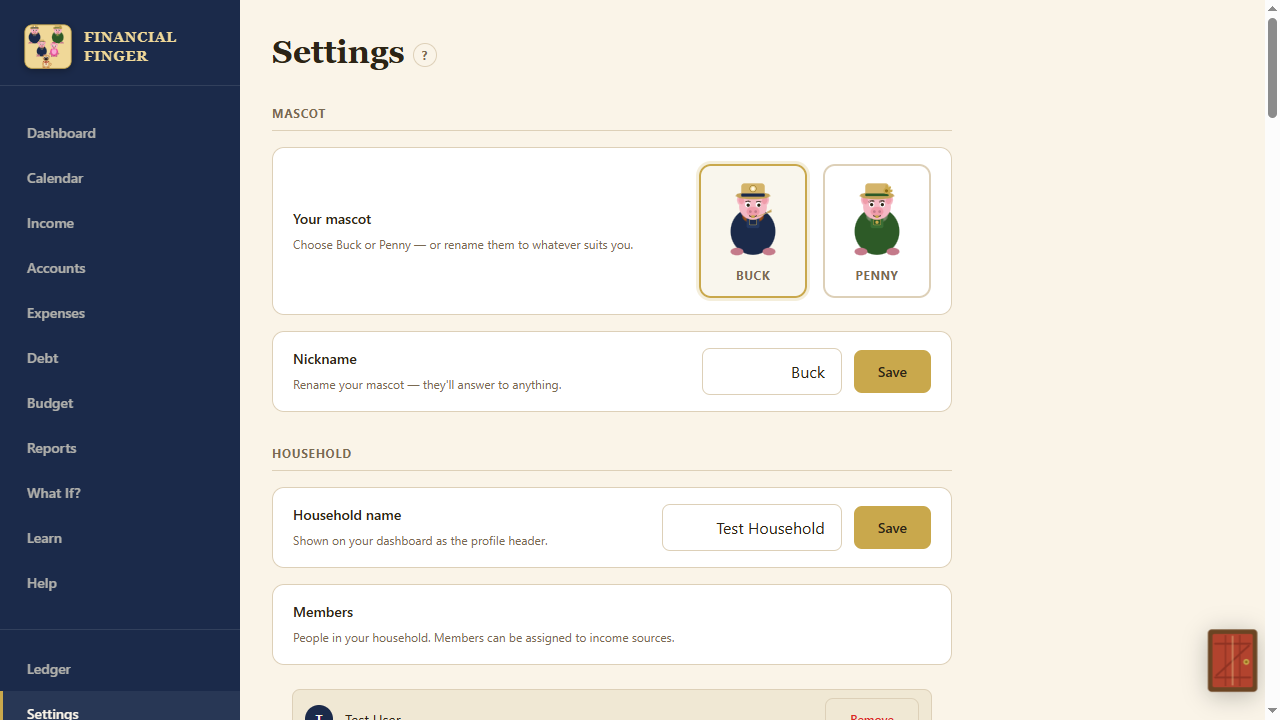 FINANCIAL
FINGER
Dashboard
Calendar
Income
Accounts
Expenses
Debt
Budget
Reports
What If?
Learn
Help
Ledger
Settings
Settings ?
MASCOT
Your mascot
Choose Buck or Penny — or rename them to whatever suits you.
BUCK
PENNY
Nickname
Rename your mascot — they'll answer to anything.
Buck
Save
HOUSEHOLD
Household name
Shown on your dashboard as the profile header.
Test Household
Save
Members
People in your household. Members can be assigned to income sources.
T
Test User
Remove